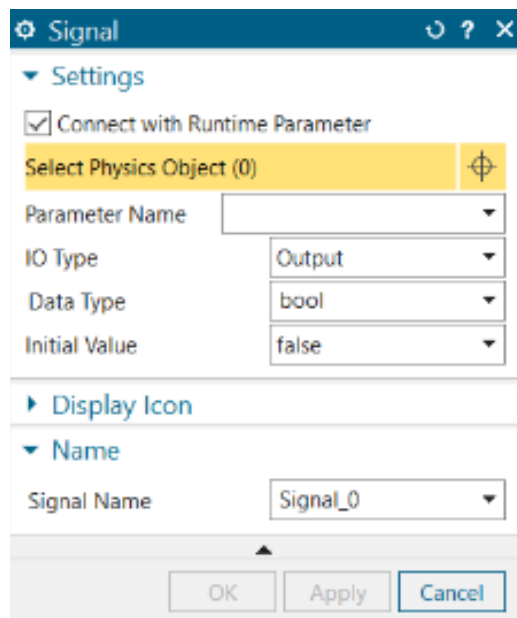 Signal ?
Settings
Connect with Runtime Parameter
Select Physics Object (0)
Parameter Name
IO Type Output
Data Type bool
Initial Value false
Display Icon
Name
Signal Name Signal_0
OK Apply Cancel